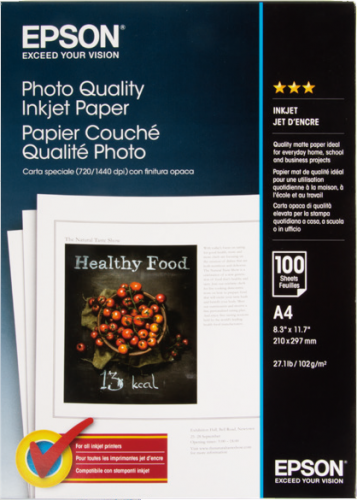 EPSON
EXCEED YOUR VISION
Photo Quality
Inkjet Paper
Papier Couché
Qualité Photo
Carta speciale (720/1440 dpi) con finitura opaca
INKJET
JET D'ENCRE
Quality matte paper ideal
for everyday home, school
and business projects
Papier mat de qualité idéal
pour une utilisation
quotidienne à la maison, à
l'école et au travail
Carta opaca di qualità
elevata per la stampa
quotidiana a casa, a scuola
o in ufficio
100
Sheets
Feuilles
A4
8.3" x 11.7"
210 x 297 mm
27.1 lb / 102 g/m²
The Natural Book Show
Healthy Food
13 kcal
For all inkjet printers
Pour toutes les imprimantes jet d'encre
Compatibile con stampanti inkjet
EPSON
EXCEED YOUR VISION